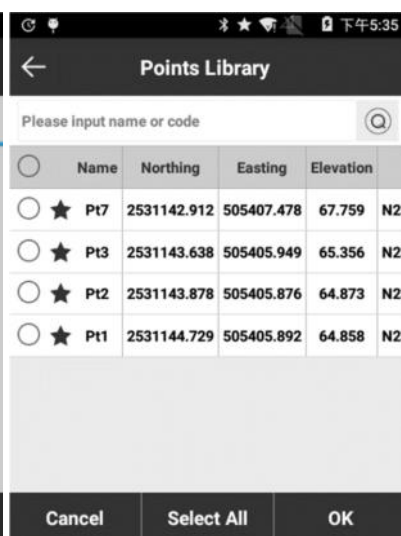 下午5:35
Points Library
Please input name or code
Name Northing Easting Elevation
Pt7 2531142.912 505407.478 67.759 N2
Pt3 2531143.638 505405.949 65.356 N2
Pt2 2531143.878 505405.876 64.873 N2
Pt1 2531144.729 505405.892 64.858 N2
Cancel Select All OK